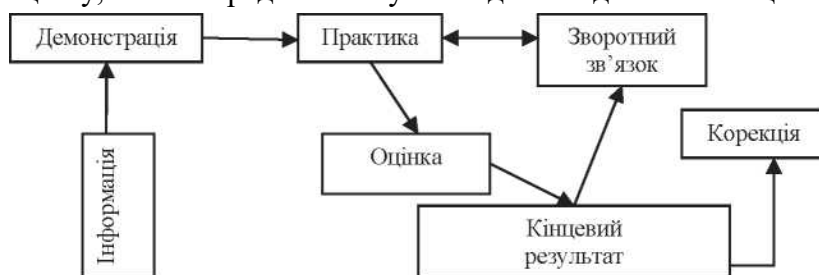 Демонстрація
Практика
Зворотний
зв’язок
Корекція
Оцінка
Інформація
Кінцевий
результат